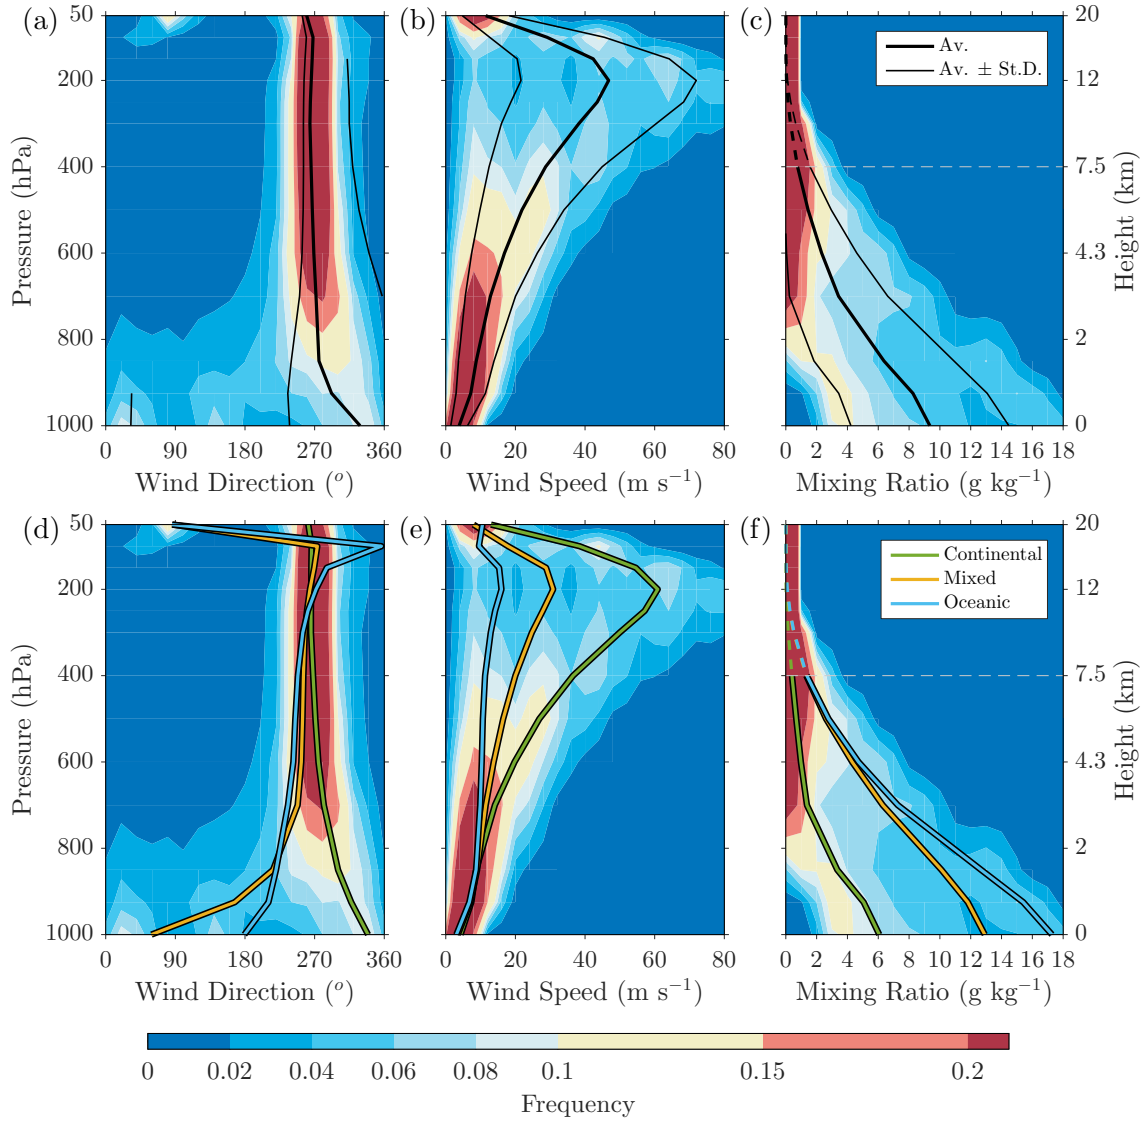 (a)
50
200
400
600
800
1000
Pressure (hPa)
0 90 180 270 360
Wind Direction (°)
(b)
0 20 40 60 80
Wind Speed (m s⁻¹)
(c)
Av.
Av. ± St.D.
20
12
7.5
4.3
2
0
Height (km)
0 2 4 6 8 10 12 14 16 18
Mixing Ratio (g kg⁻¹)
(d)
50
200
400
600
800
1000
Pressure (hPa)
0 90 180 270 360
Wind Direction (°)
(e)
0 20 40 60 80
Wind Speed (m s⁻¹)
(f)
Continental
Mixed
Oceanic
20
12
7.5
4.3
2
0
Height (km)
0 2 4 6 8 10 12 14 16 18
Mixing Ratio (g kg⁻¹)
0 0.02 0.04 0.06 0.08 0.1 0.15 0.2
Frequency